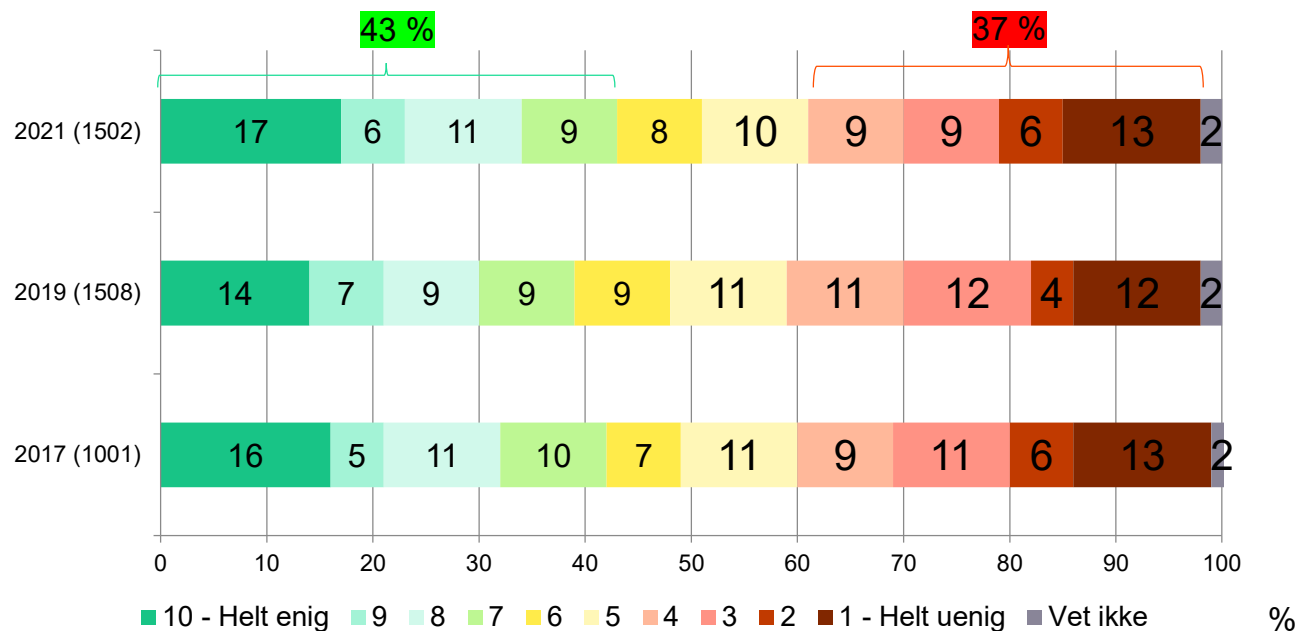 43 % 37 %
2021 (1502) 17 6 11 9 8 10 9 9 6 13 2
2019 (1508) 14 7 9 9 9 11 11 12 4 12 2
2017 (1001) 16 5 11 10 7 11 9 11 6 13 2
0 10 20 30 40 50 60 70 80 90 100
10 - Helt enig 9 8 7 6 5 4 3 2 1 - Helt uenig Vet ikke %